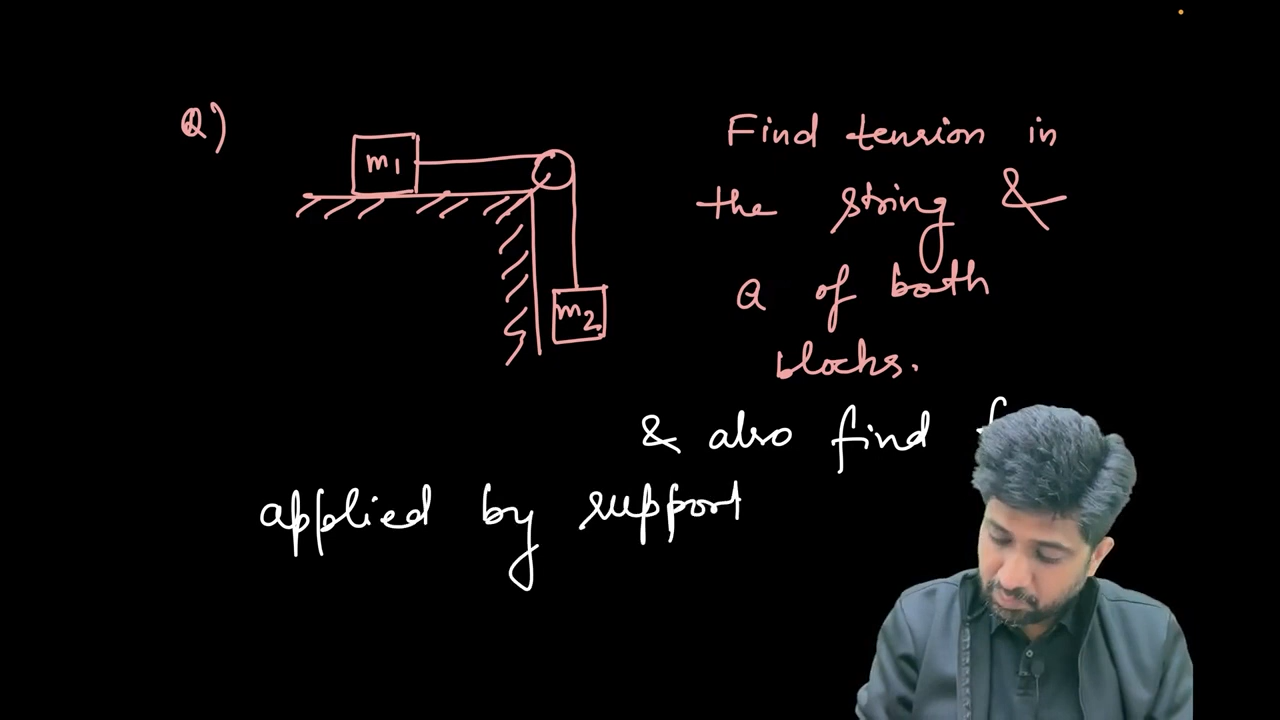 Q)
m1
m2
Find tension in
the string &
a of both
blocks.
& also find
applied by support